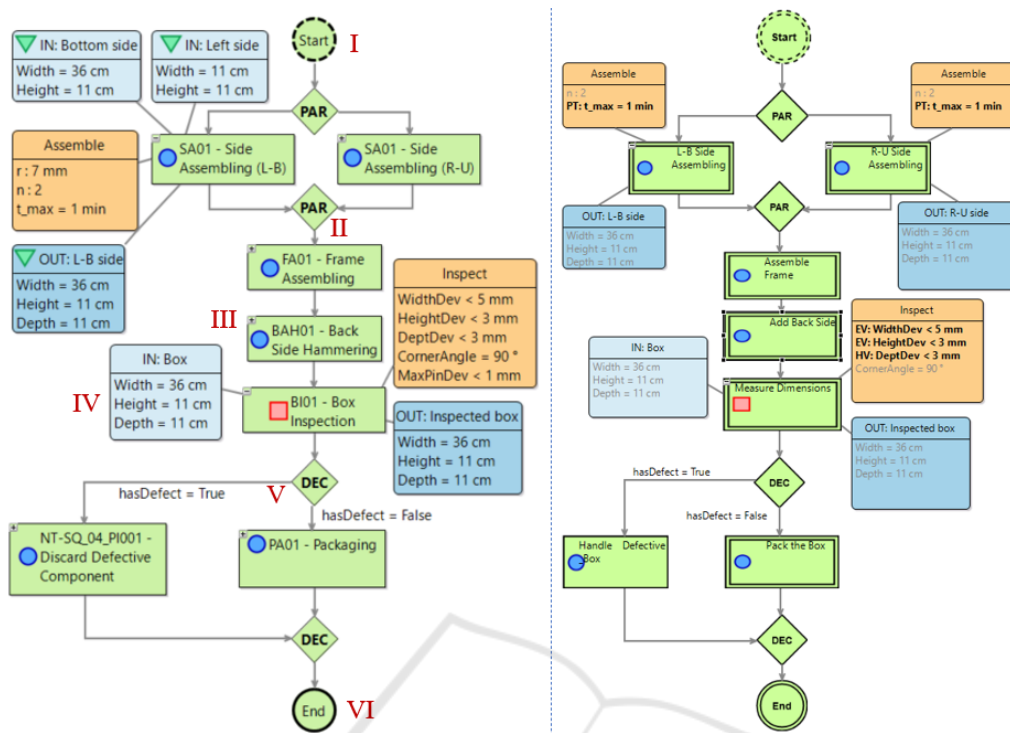 Start
I
IN: Bottom side
Width = 36 cm
Height = 11 cm
IN: Left side
Width = 11 cm
Height = 11 cm
PAR
Assemble
r : 7 mm
n : 2
t_max = 1 min
SA01 - Side
Assembling (L-B)
SA01 - Side
Assembling (R-U)
PAR
II
OUT: L-B side
Width = 36 cm
Height = 11 cm
Depth = 11 cm
FA01 - Frame
Assembling
Inspect
WidthDev < 5 mm
HeightDev < 3 mm
DeptDev < 3 mm
CornerAngle = 90 °
MaxPinDev < 1 mm
III
BAH01 - Back
Side Hammering
IN: Box
Width = 36 cm
Height = 11 cm
Depth = 11 cm
IV
BI01 - Box
Inspection
OUT: Inspected box
Width = 36 cm
Height = 11 cm
Depth = 11 cm
V
DEC
hasDefect = True
hasDefect = False
NT-SQ_04_PI001 -
Discard Defective
Component
PA01 - Packaging
DEC
End
VI
Start
Assemble
n : 2
PT: t_max = 1 min
Assemble
n : 2
PT: t_max = 1 min
PAR
L-B Side
Assembling
R-U Side
Assembling
PAR
OUT: L-B side
Width = 36 cm
Height = 11 cm
Depth = 11 cm
OUT: R-U side
Width = 36 cm
Height = 11 cm
Depth = 11 cm
Assemble
Frame
Add Back Side
Inspect
EV: WidthDev < 5 mm
EV: HeightDev < 3 mm
HV: DeptDev < 3 mm
CornerAngle = 90 °
IN: Box
Width = 36 cm
Height = 11 cm
Depth = 11 cm
Measure Dimensions
OUT: Inspected box
Width = 36 cm
Height = 11 cm
Depth = 11 cm
DEC
hasDefect = True
hasDefect = False
Handle Defective
Box
Pack the Box
DEC
End